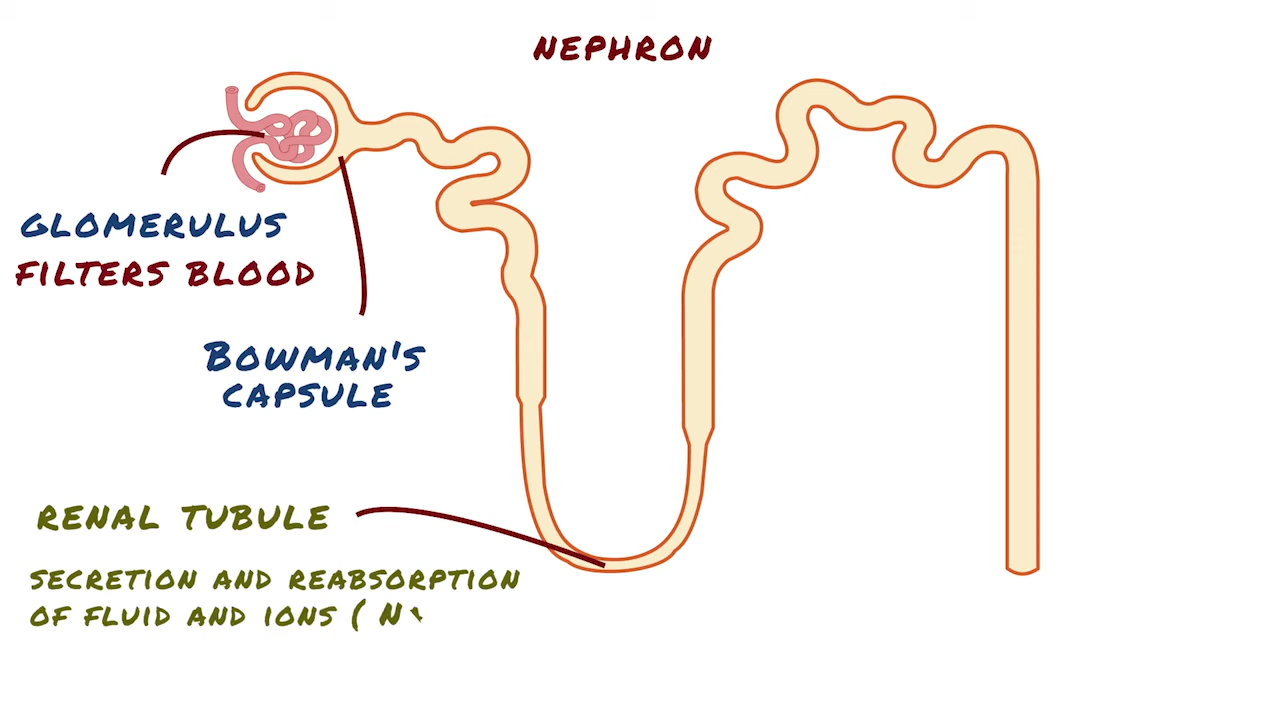 NEPHRON
GLOMERULUS
FILTERS BLOOD
BOWMAN'S
CAPSULE
RENAL TUBULE
SECRETION AND REABSORPTION
OF FLUID AND IONS ( N